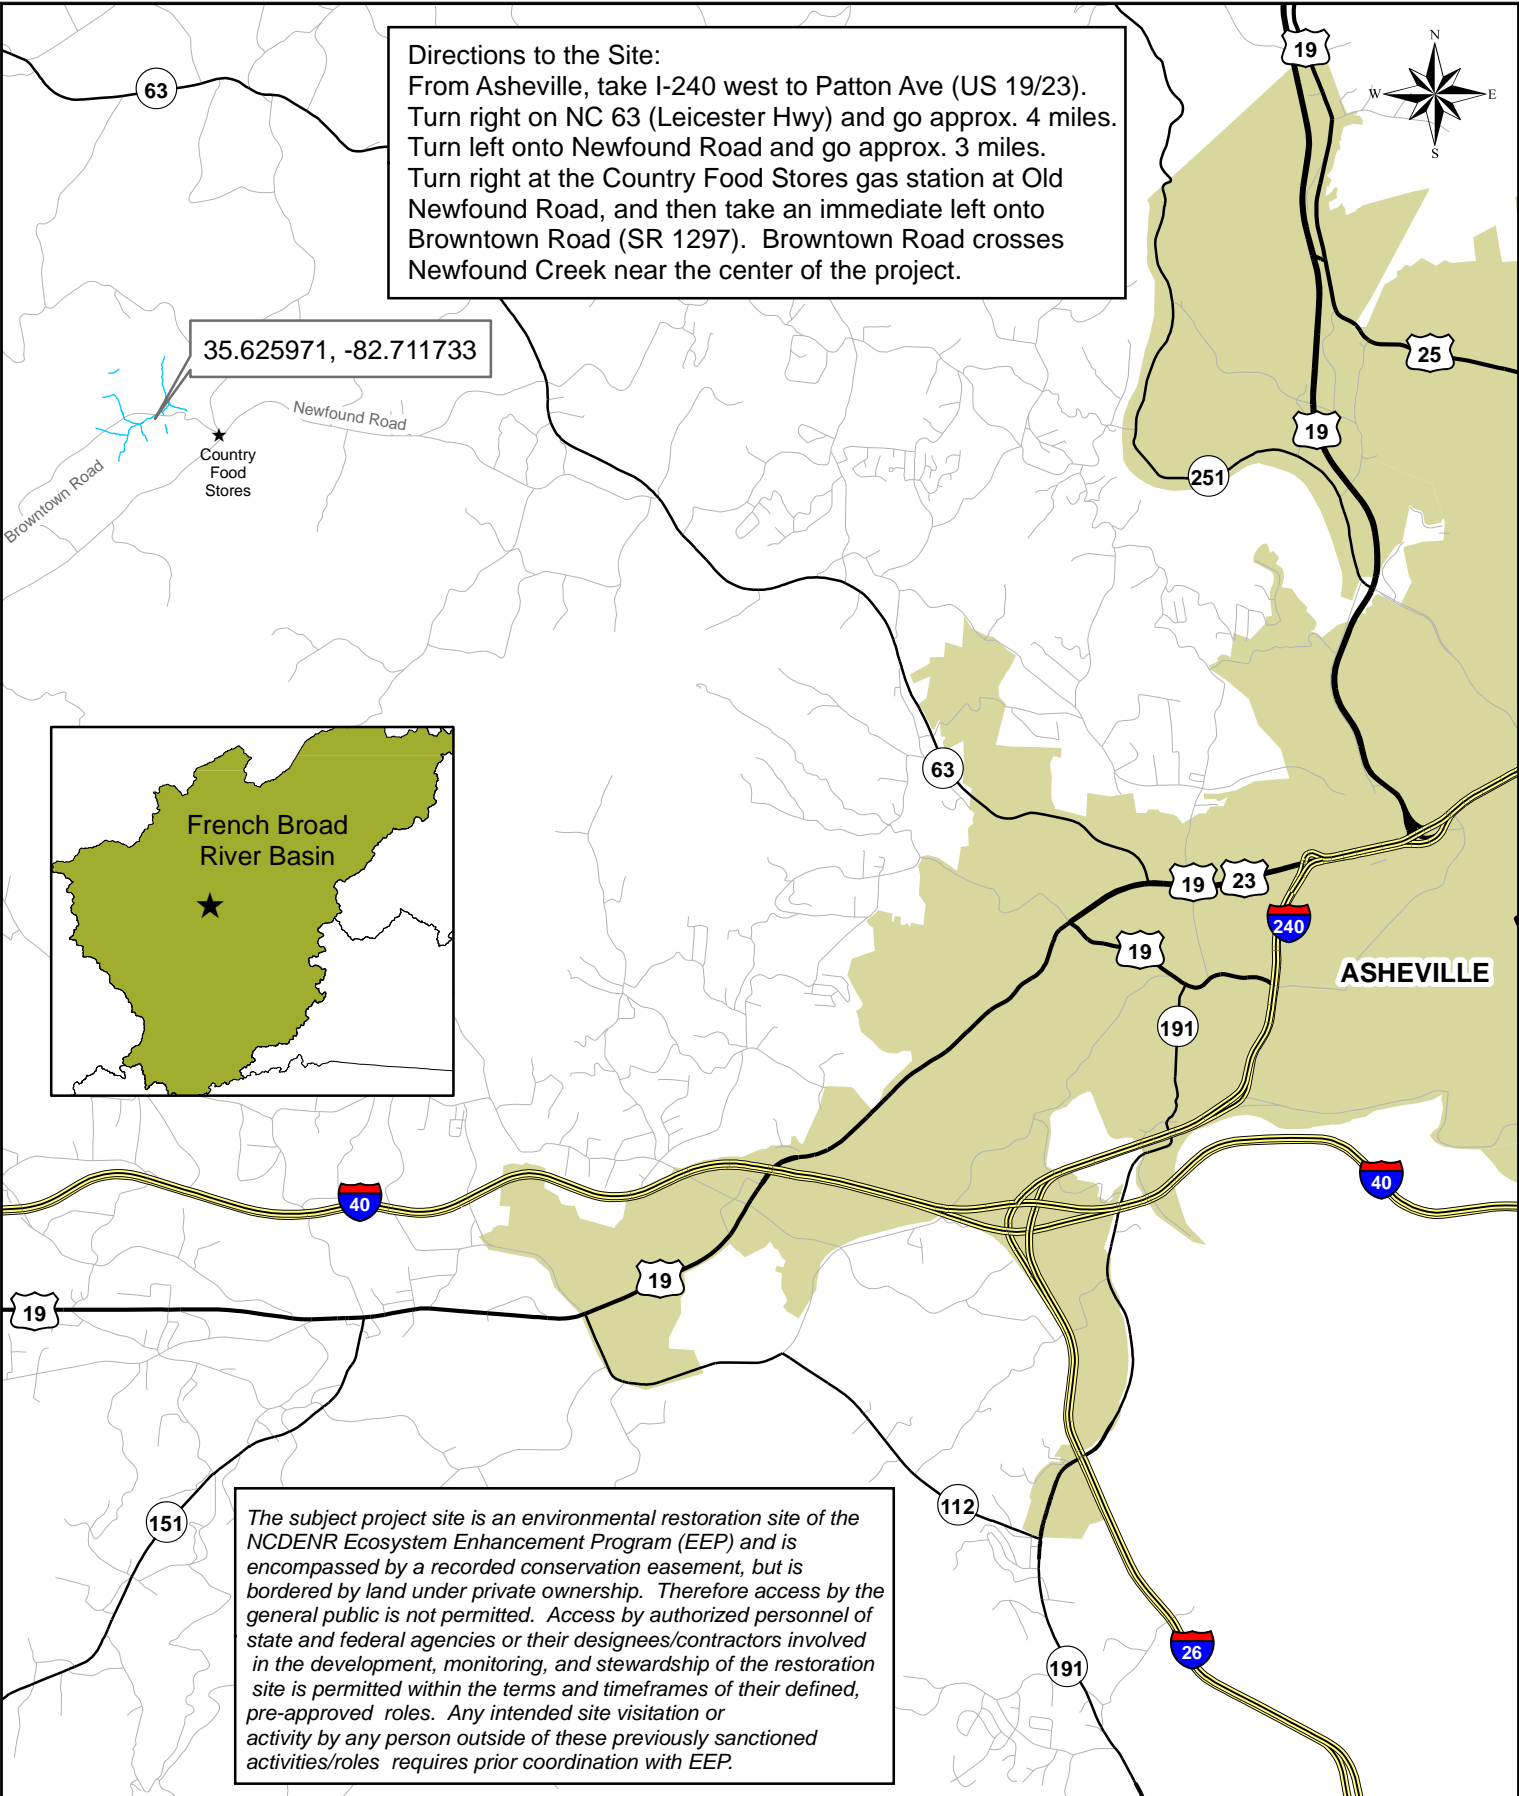 Directions to the Site:
From Asheville, take I-240 west to Patton Ave (US 19/23).
Turn right on NC 63 (Leicester Hwy) and go approx. 4 miles.
Turn left onto Newfound Road and go approx. 3 miles.
Turn right at the Country Food Stores gas station at Old
Newfound Road, and then take an immediate left onto
Browntown Road (SR 1297).  Browntown Road crosses
Newfound Creek near the center of the project.
N
W E
S
63
19
25
19
251
35.625971, -82.711733
Newfound Road
Country
Food
Stores
Browntown Road
French Broad
River Basin
63
19 23
240
19
ASHEVILLE
191
40
40
19
19
151
112
191
26
The subject project site is an environmental restoration site of the
NCDENR Ecosystem Enhancement Program (EEP) and is
encompassed by a recorded conservation easement, but is
bordered by land under private ownership.  Therefore access by the
general public is not permitted.  Access by authorized personnel of
state and federal agencies or their designees/contractors involved
in the development, monitoring, and stewardship of the restoration
site is permitted within the terms and timeframes of their defined,
pre-approved  roles.  Any intended site visitation or
activity by any person outside of these previously sanctioned
activities/roles  requires prior coordination with EEP.